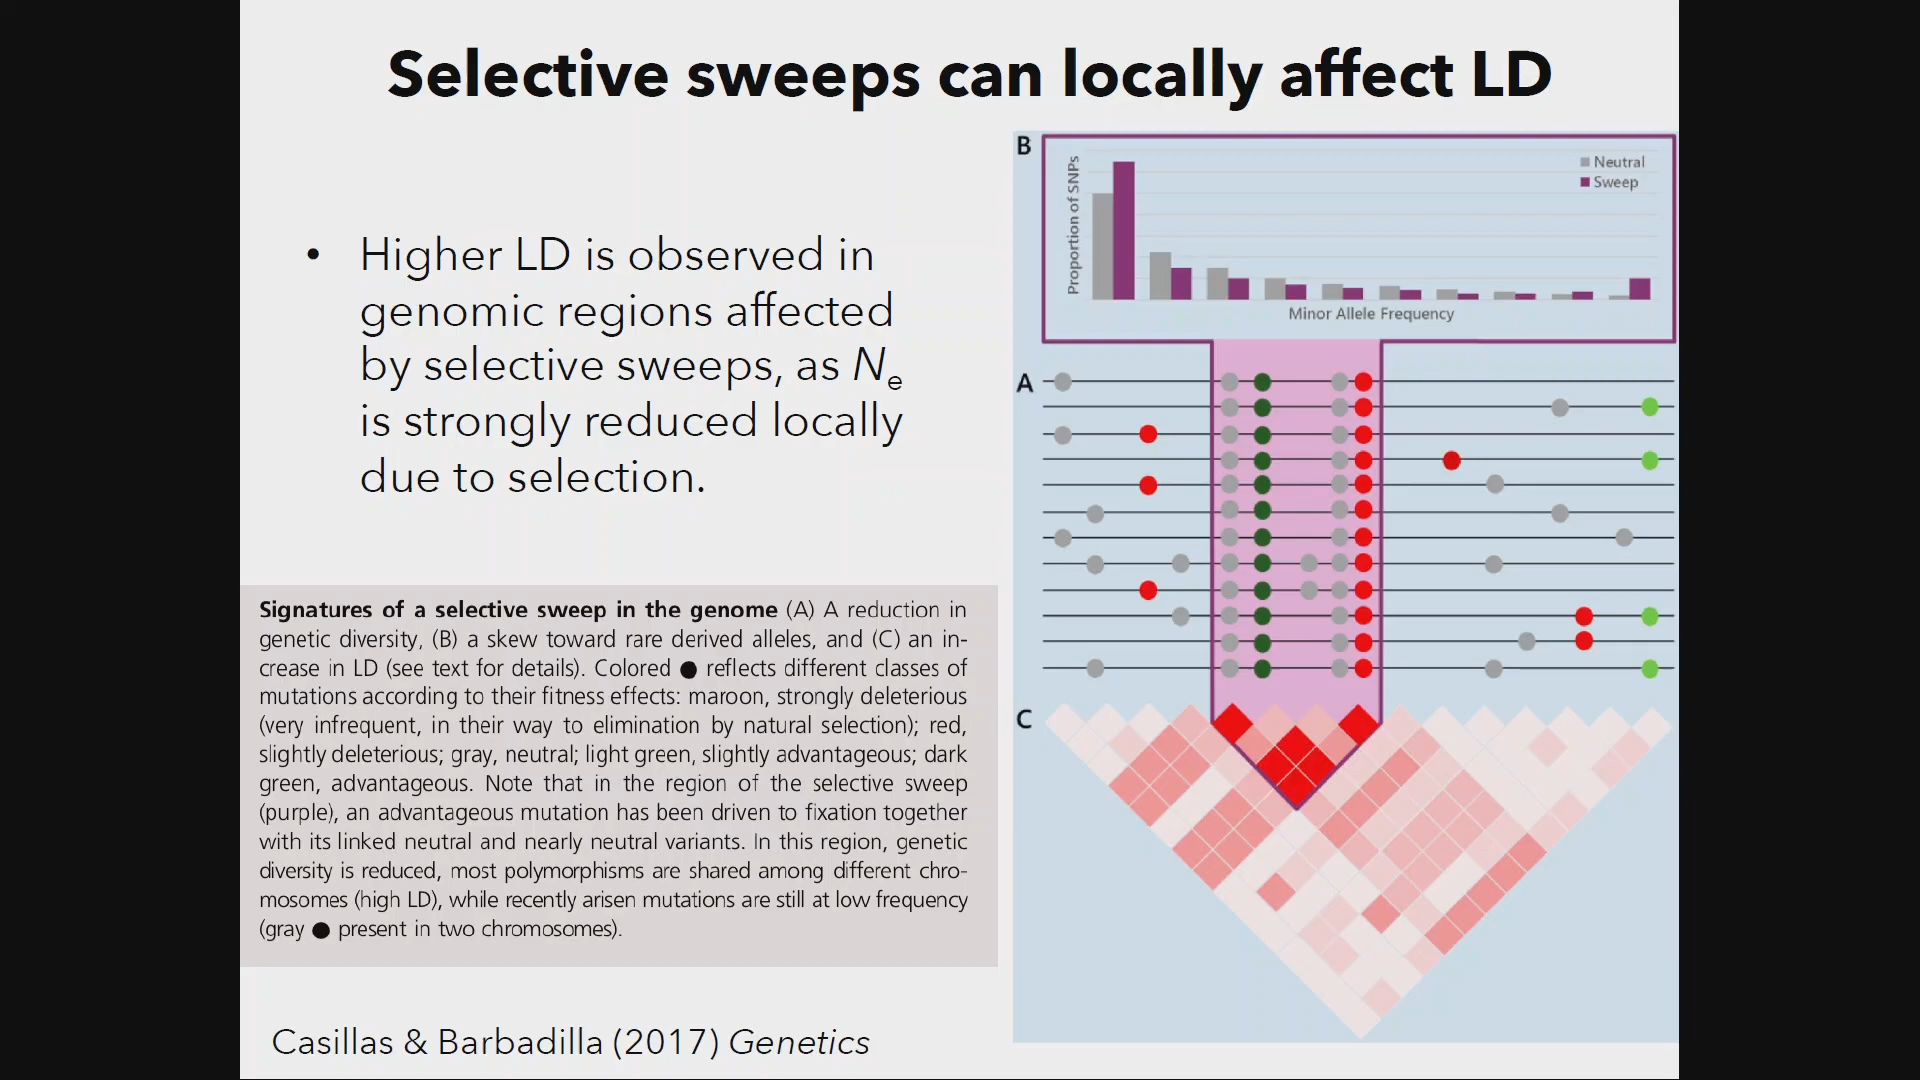 Selective sweeps can locally affect LD
• Higher LD is observed in
genomic regions affected
by selective sweeps, as Ne
is strongly reduced locally
due to selection.
Signatures of a selective sweep in the genome (A) A reduction in
genetic diversity, (B) a skew toward rare derived alleles, and (C) an in-
crease in LD (see text for details). Colored ● reflects different classes of
mutations according to their fitness effects: maroon, strongly deleterious
(very infrequent, in their way to elimination by natural selection); red,
slightly deleterious; gray, neutral; light green, slightly advantageous; dark
green, advantageous. Note that in the region of the selective sweep
(purple), an advantageous mutation has been driven to fixation together
with its linked neutral and nearly neutral variants. In this region, genetic
diversity is reduced, most polymorphisms are shared among different chro-
mosomes (high LD), while recently arisen mutations are still at low frequency
(gray ● present in two chromosomes).
Casillas & Barbadilla (2017) Genetics
B
Proportion of SNPs
Neutral
Sweep
Minor Allele Frequency
A
C